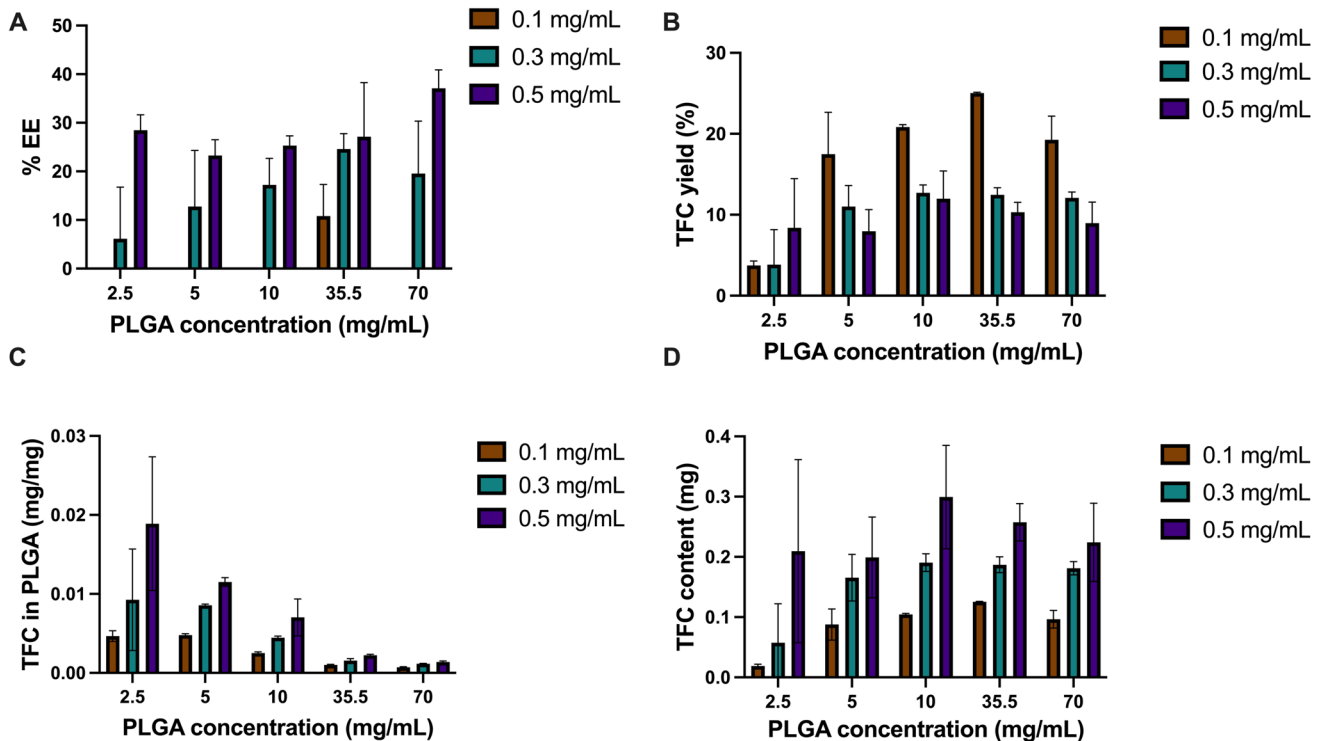 A
% EE
50
40
30
20
10
0
2.5 5 10 35.5 70
PLGA concentration (mg/mL)
0.1 mg/mL
0.3 mg/mL
0.5 mg/mL
B
TFC yield (%)
30
20
10
0
2.5 5 10 35.5 70
PLGA concentration (mg/mL)
0.1 mg/mL
0.3 mg/mL
0.5 mg/mL
C
TFC in PLGA (mg/mg)
0.03
0.02
0.01
0.00
2.5 5 10 35.5 70
PLGA concentration (mg/mL)
0.1 mg/mL
0.3 mg/mL
0.5 mg/mL
D
TFC content (mg)
0.4
0.3
0.2
0.1
0.0
2.5 5 10 35.5 70
PLGA concentration (mg/mL)
0.1 mg/mL
0.3 mg/mL
0.5 mg/mL